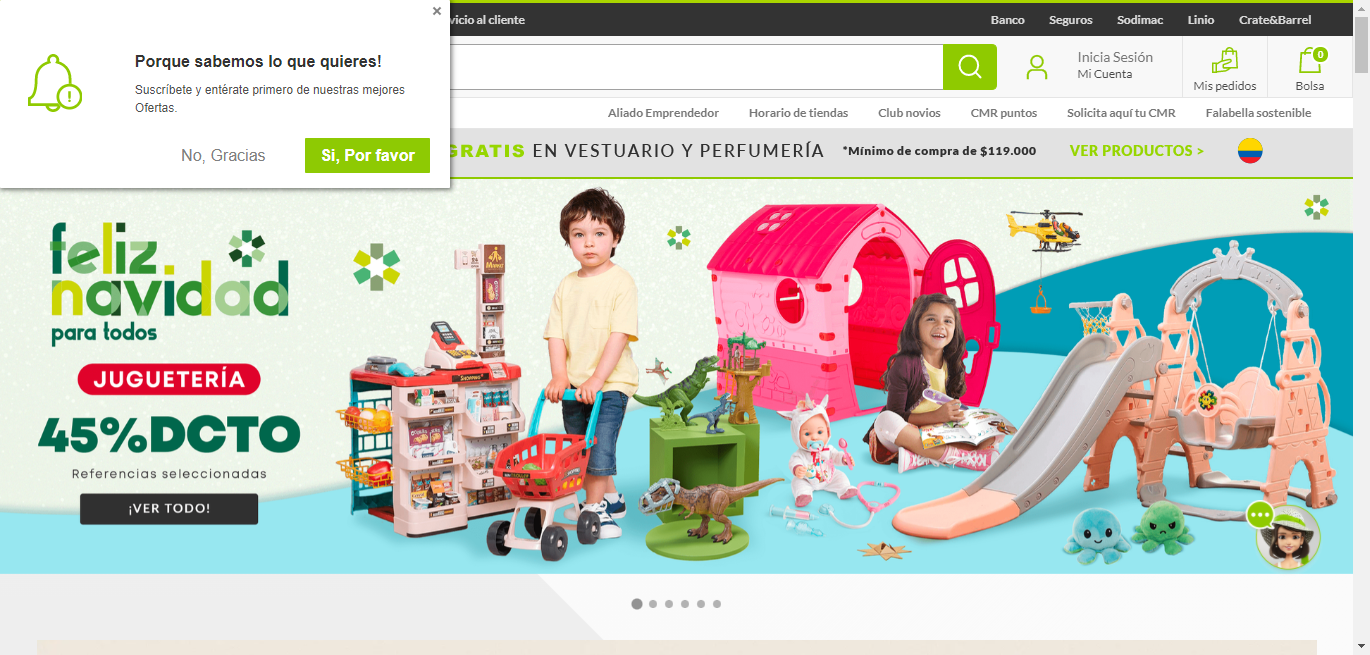 vicio al cliente
Banco
Seguros
Sodimac
Linio
Crate&Barrel
Porque sabemos lo que quieres!
Suscríbete y entérate primero de nuestras mejores
Ofertas.
No, Gracias
Si, Por favor
Inicia Sesión
Mi Cuenta
Mis pedidos
0
Bolsa
Aliado Emprendedor
Horario de tiendas
Club novios
CMR puntos
Solicita aquí tu CMR
Falabella sostenible
GRATIS EN VESTUARIO Y PERFUMERÍA
*Mínimo de compra de $119.000
VER PRODUCTOS >
feliz
navidad
para todos
JUGUETERÍA
45%DCTO
Referencias seleccionadas
¡VER TODO!